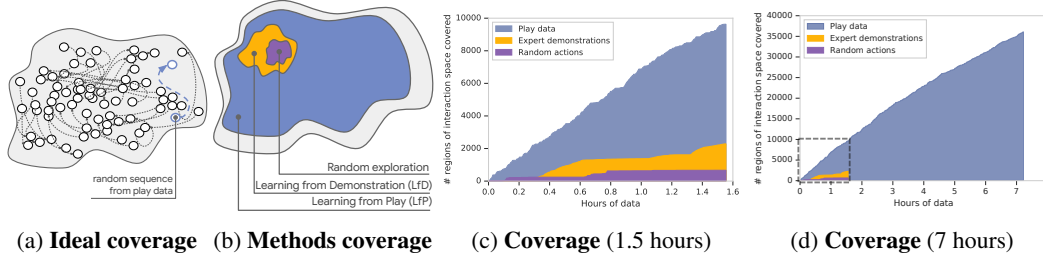 (a)
random sequence
from play data
(a) Ideal coverage
(b)
Random exploration
Learning from Demonstration (LfD)
Learning from Play (LfP)
(b) Methods coverage
(c)
# regions of interaction space covered
10000
8000
6000
4000
2000
0
0.0 0.2 0.4 0.6 0.8 1.0 1.2 1.4 1.6
Hours of data
Play data
Expert demonstrations
Random actions
(c) Coverage (1.5 hours)
(d)
# regions of interaction space covered
40000
35000
30000
25000
20000
15000
10000
5000
0
0 1 2 3 4 5 6 7
Hours of data
Play data
Expert demonstrations
Random actions
(d) Coverage (7 hours)